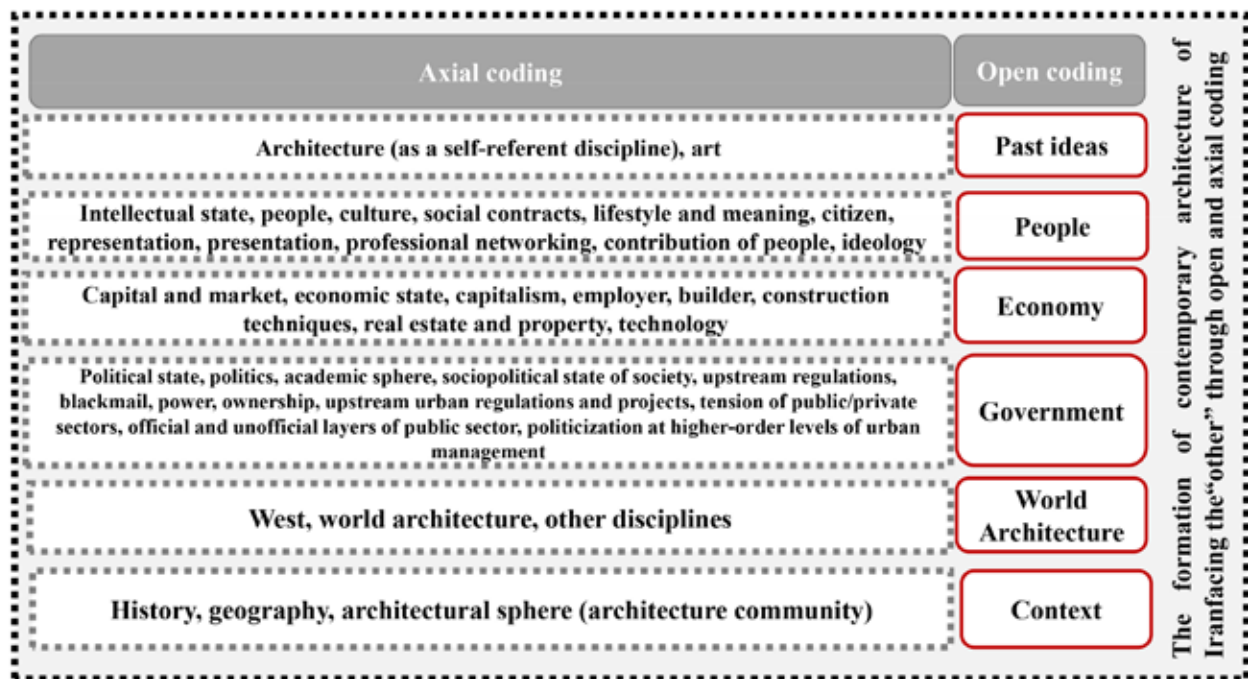 Axial coding
Open coding
Architecture (as a self-referent discipline), art
Past ideas
Intellectual state, people, culture, social contracts, lifestyle and meaning, citizen,
representation, presentation, professional networking, contribution of people, ideology
People
Capital and market, economic state, capitalism, employer, builder, construction
techniques, real estate and property, technology
Economy
Political state, politics, academic sphere, sociopolitical state of society, upstream regulations,
blackmail, power, ownership, upstream urban regulations and projects, tension of public/private
sectors, official and unofficial layers of public sector, politicization at higher-order levels of urban
management
Government
West, world architecture, other disciplines
World
Architecture
History, geography, architectural sphere (architecture community)
Context
The formation of contemporary architecture of
Iranfacing the“other” through open and axial coding